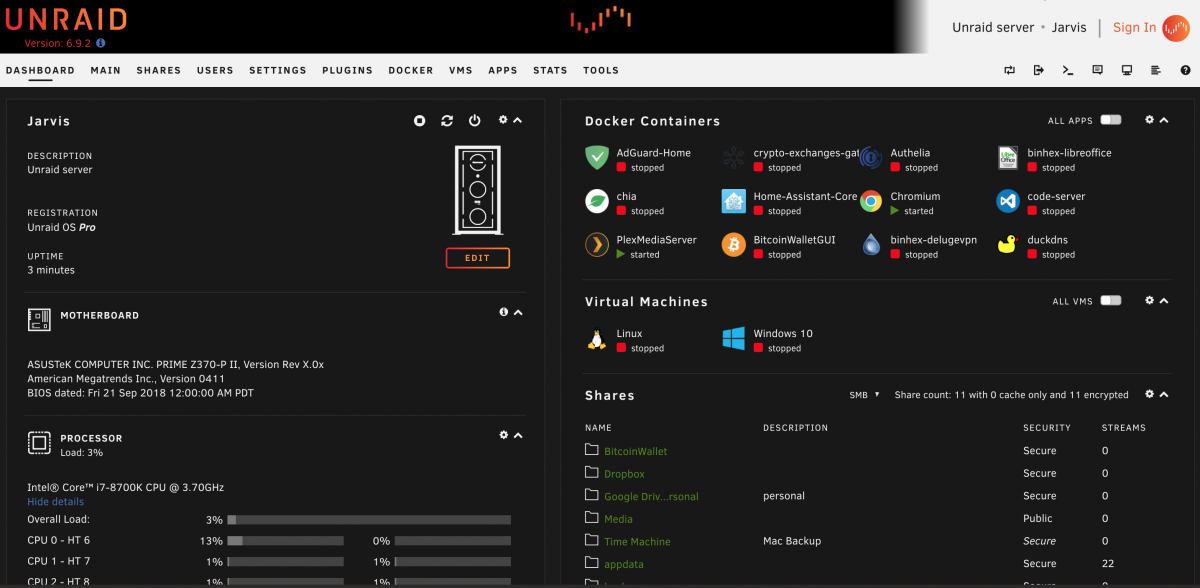 UNRAID
Version: 6.9.2
Unraid server • Jarvis | Sign In
DASHBOARD MAIN SHARES USERS SETTINGS PLUGINS DOCKER VMS APPS STATS TOOLS
Jarvis
DESCRIPTION
Unraid server
REGISTRATION
Unraid OS Pro
UPTIME
3 minutes
EDIT
MOTHERBOARD
ASUSTeK COMPUTER INC. PRIME Z370-P II, Version Rev X.0x
American Megatrends Inc., Version 0411
BIOS dated: Fri 21 Sep 2018 12:00:00 AM PDT
PROCESSOR
Load: 3%
Intel® Core™ i7-8700K CPU @ 3.70GHz
Hide details
Overall Load: 3%
CPU 0 - HT 6 13% 0%
CPU 1 - HT 7 1% 1%
CPU 2 - HT 8 1% 1%
Docker Containers ALL APPS
AdGuard-Home crypto-exchanges-gat Authelia binhex-libreoffice
stopped stopped stopped stopped
chia Home-Assistant-Core Chromium code-server
stopped stopped started stopped
PlexMediaServer BitcoinWalletGUI binhex-delugevpn duckdns
started stopped stopped stopped
Virtual Machines ALL VMS
Linux Windows 10
stopped stopped
Shares SMB Share count: 11 with 0 cache only and 11 encrypted
NAME DESCRIPTION SECURITY STREAMS
BitcoinWallet Secure 0
Dropbox Secure 0
Google Driv...rsonal personal Secure 0
Media Public 0
Time Machine Mac Backup Secure 0
appdata Secure 22